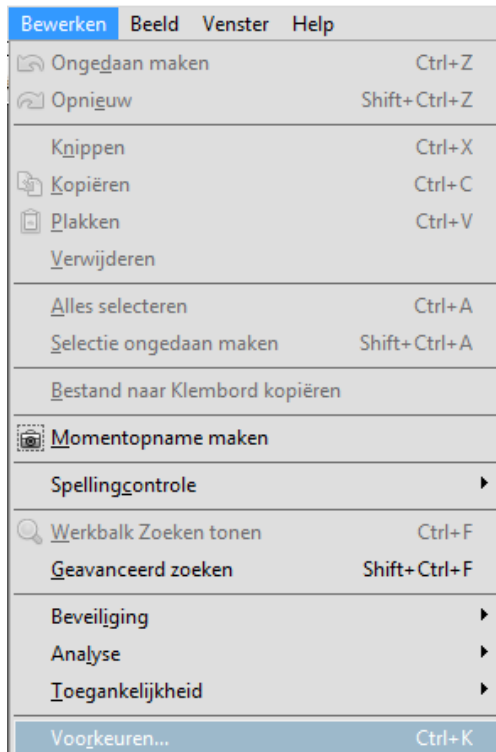 Bewerken Beeld Venster Help
Ongedaan maken Ctrl+Z
Opnieuw Shift+Ctrl+Z
Knippen Ctrl+X
Kopiëren Ctrl+C
Plakken Ctrl+V
Verwijderen
Alles selecteren Ctrl+A
Selectie ongedaan maken Shift+Ctrl+A
Bestand naar Klembord kopiëren
Momentopname maken
Spellingcontrole
Werkbalk Zoeken tonen Ctrl+F
Geavanceerd zoeken Shift+Ctrl+F
Beveiliging
Analyse
Toegankelijkheid
Voorkeuren... Ctrl+K